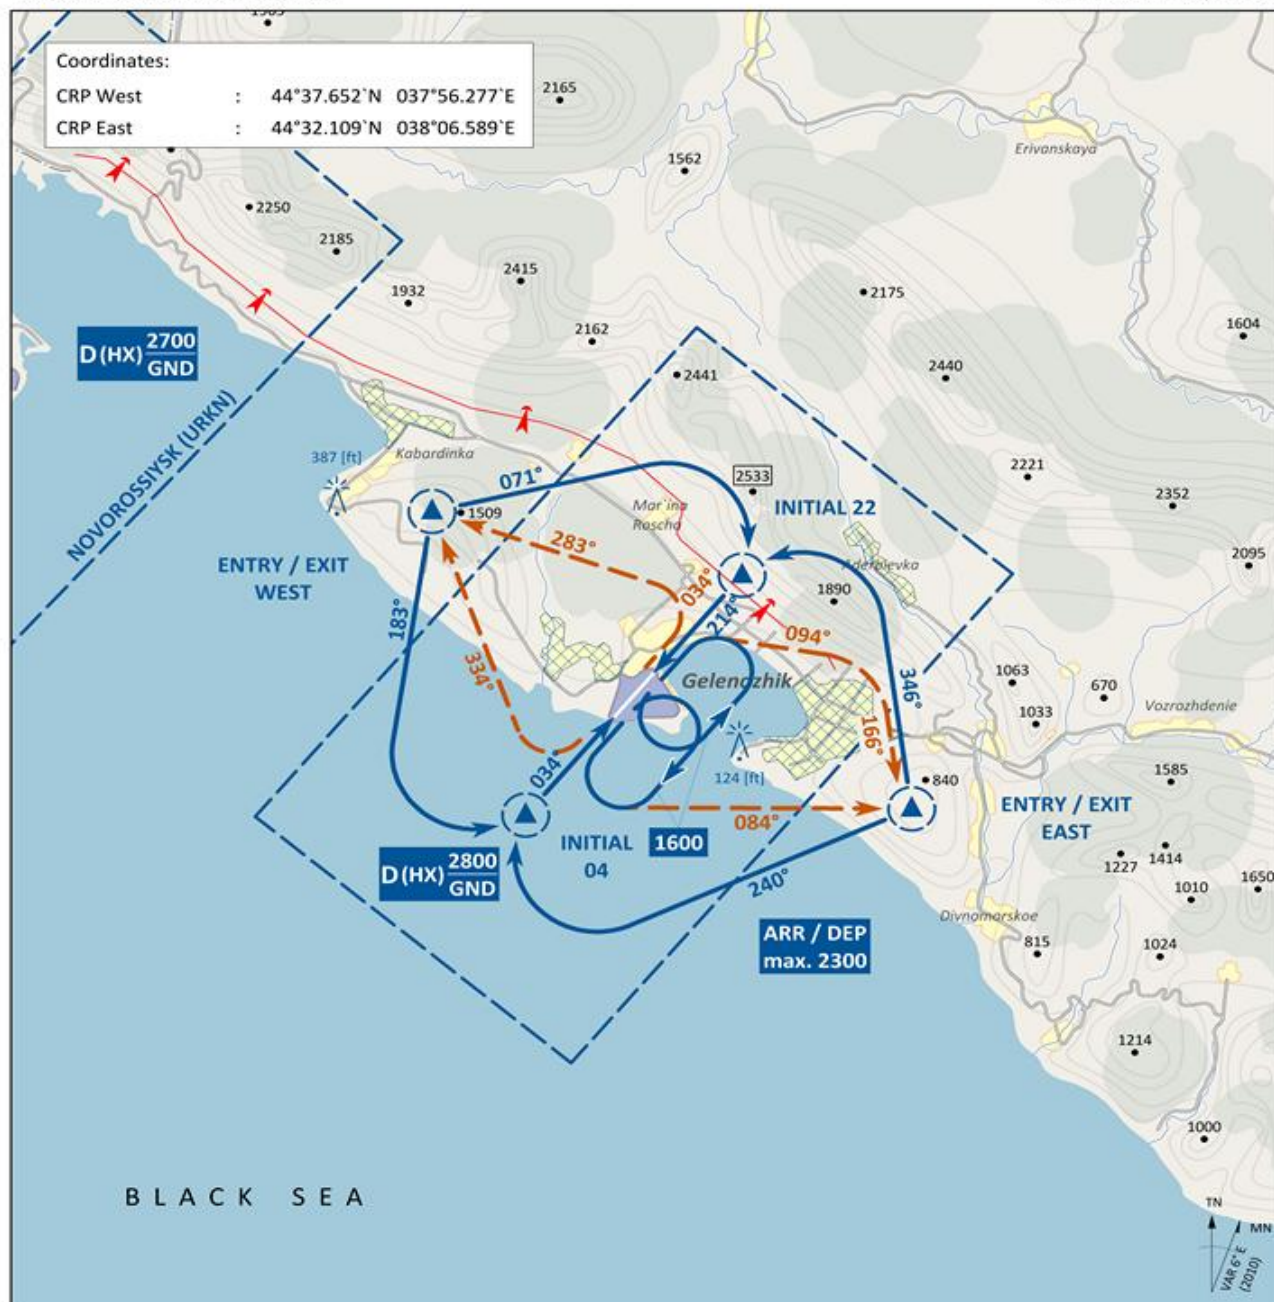 Coordinates:
CRP West : 44°37.652`N 037°56.277`E
CRP East : 44°32.109`N 038°06.589`E
2165
1562
Erivanskaya
2250
2185
2415
1932
2175
2162
1604
D (HX) 2700
GND
2441
2440
NOVOROSSIYSK (URKN)
387 [ft]
Kabardinka
071°
2533
2221
2352
1509
Mar`ina
Roscha
INITIAL 22
283°
2095
ENTRY / EXIT
WEST
Aderbievka
034°
1890
183°
214°
094°
334°
Gelendzhik
346°
1063
670
Vozrozhdenie
1033
166°
034°
124 [ft]
840
1585
ENTRY / EXIT
EAST
084°
INITIAL
04
1600
D (HX) 2800
GND
1227
1414
240°
1010
1650
Divnomorskoe
ARR / DEP
max. 2300
815
1024
1214
1000
BLACK SEA
TN
MN
VAR 6° E
(2010)